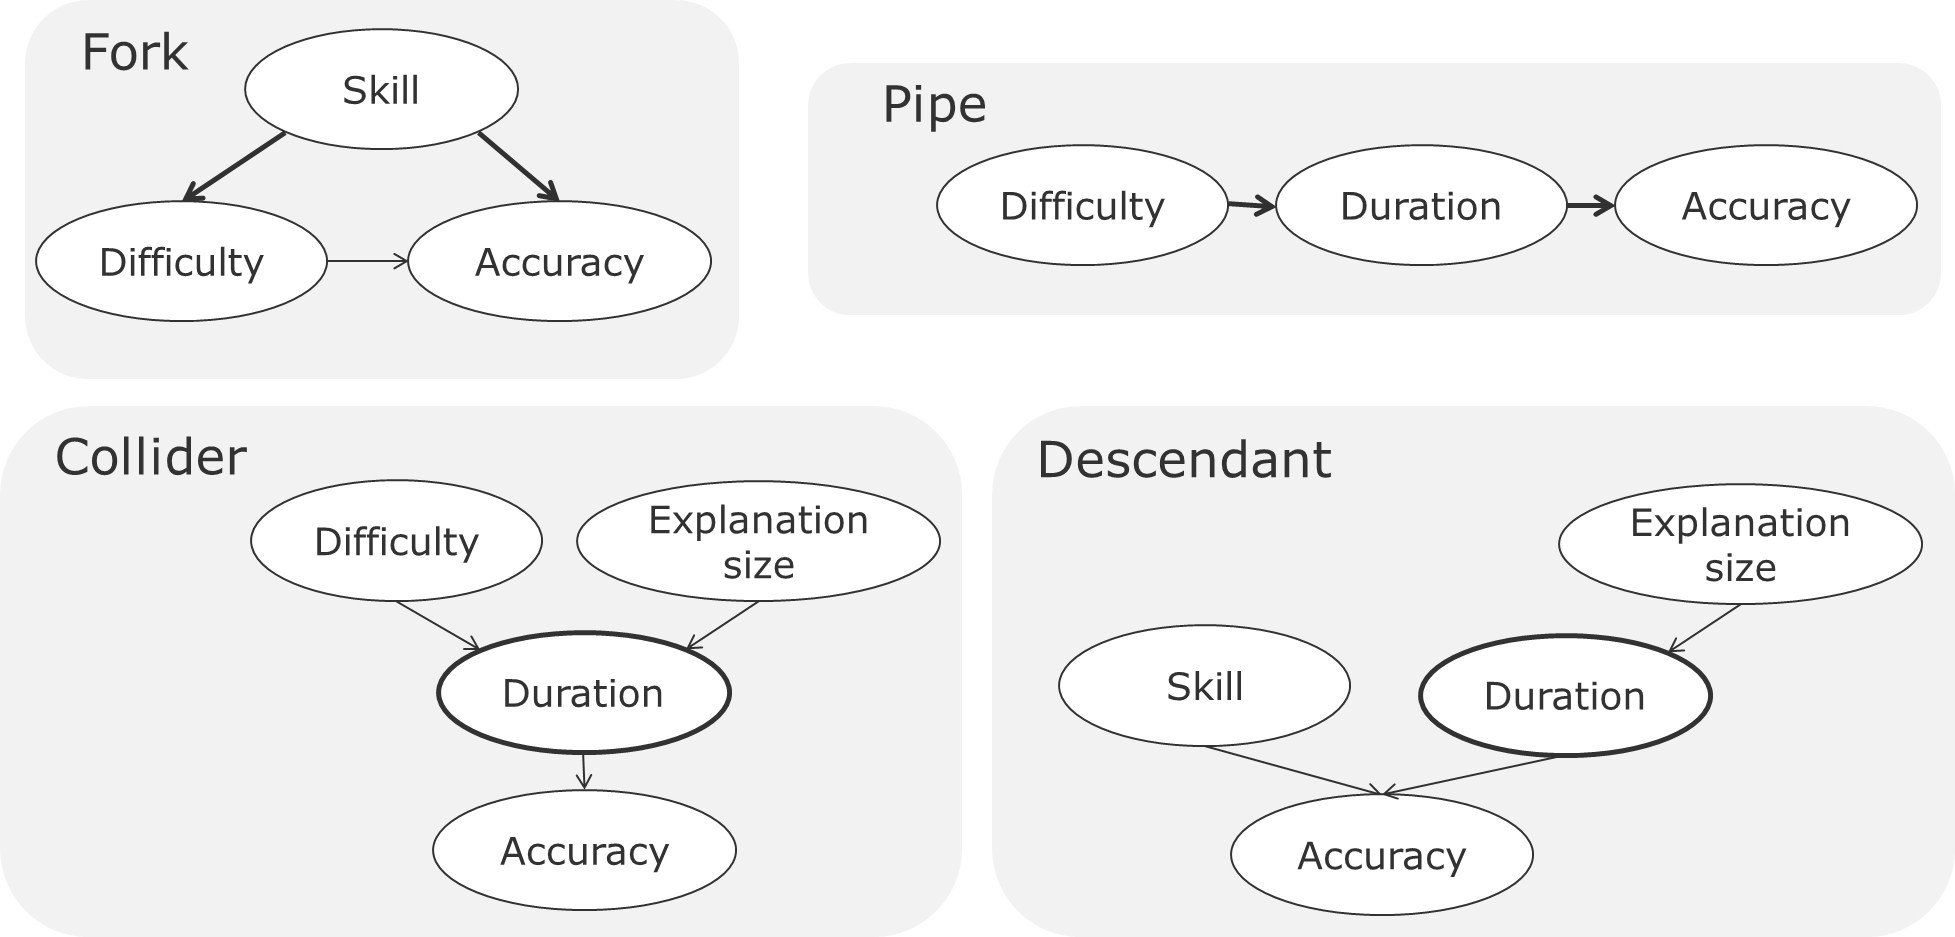 Fork
Skill
Difficulty
Accuracy
Pipe
Difficulty
Duration
Accuracy
Collider
Difficulty
Explanation
size
Duration
Accuracy
Descendant
Explanation
size
Skill
Duration
Accuracy